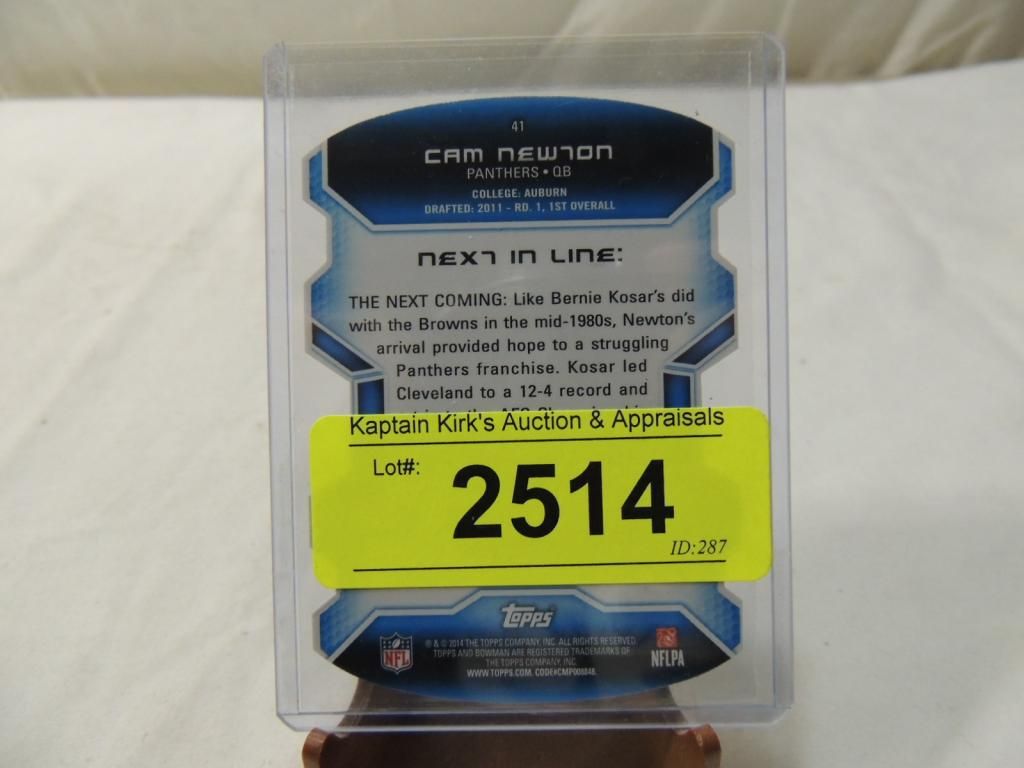 41
CAM NEWTON
PANTHERS • QB
COLLEGE: AUBURN
DRAFTED: 2011 - RD. 1, 1ST OVERALL
NEXT IN LINE:
THE NEXT COMING: Like Bernie Kosar's did
with the Browns in the mid-1980s, Newton's
arrival provided hope to a struggling
Panthers franchise. Kosar led
Cleveland to a 12-4 record and
Kaptain Kirk's Auction & Appraisals
Lot#:
2514
ID:287
Topps
NFL
® & © 2014 THE TOPPS COMPANY, INC. ALL RIGHTS RESERVED.
TOPPS AND BOWMAN ARE REGISTERED TRADEMARKS OF
THE TOPPS COMPANY, INC.
WWW.TOPPS.COM. CODE#CMP008848.
NFLPA